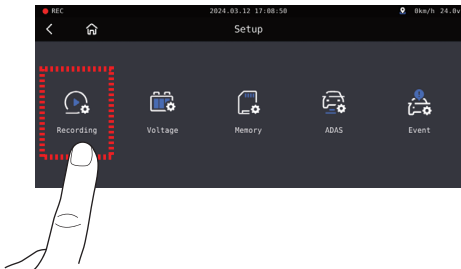 REC 2024.03.12 17:08:50 0km/h 24.0v
Setup
Recording Voltage Memory ADAS Event